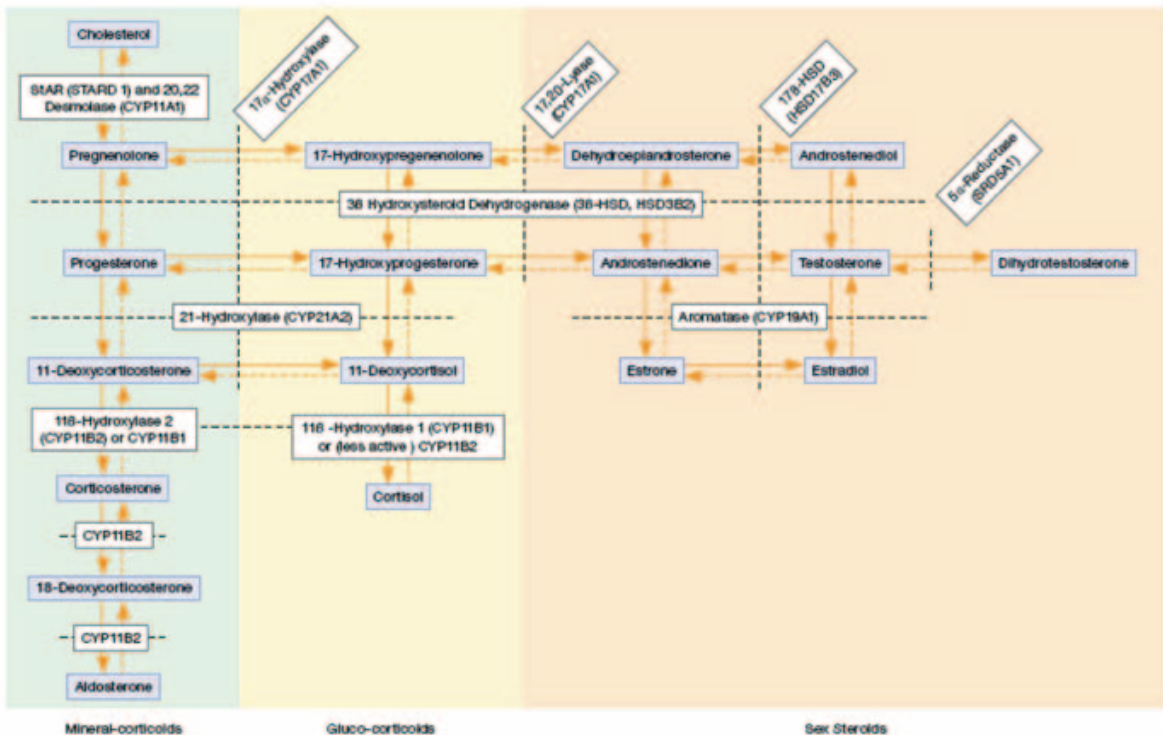 Cholesterol
StAR (STARD 1) and 20,22
Desmolase (CYP11A1)
17α-Hydroxylase
(CYP17A1)
17,20-Lyase
(CYP17A1)
17β-HSD
(HSD17B3)
Pregnenolone
17-Hydroxypregenenolone
Dehydroeplandrosterone
Androstenediol
5α-Reductase
(SRD5A1)
3β Hydroxysteroid Dehydrogenase (3β-HSD, HSD3B2)
Progesterone
17-Hydroxyprogesterone
Androstenedione
Testosterone
Dihydrotestosterone
21-Hydroxylase (CYP21A2)
Aromatase (CYP19A1)
11-Deoxycorticosterone
11-Deoxycortisol
Estrone
Estradiol
11β-Hydroxylase 2
(CYP11B2) or CYP11B1
11β -Hydroxylase 1 (CYP11B1)
or (less active ) CYP11B2
Corticosterone
Cortisol
CYP11B2
18-Deoxycorticosterone
CYP11B2
Aldosterone
Mineral-corticoids
Gluco-corticoids
Sex Steroids